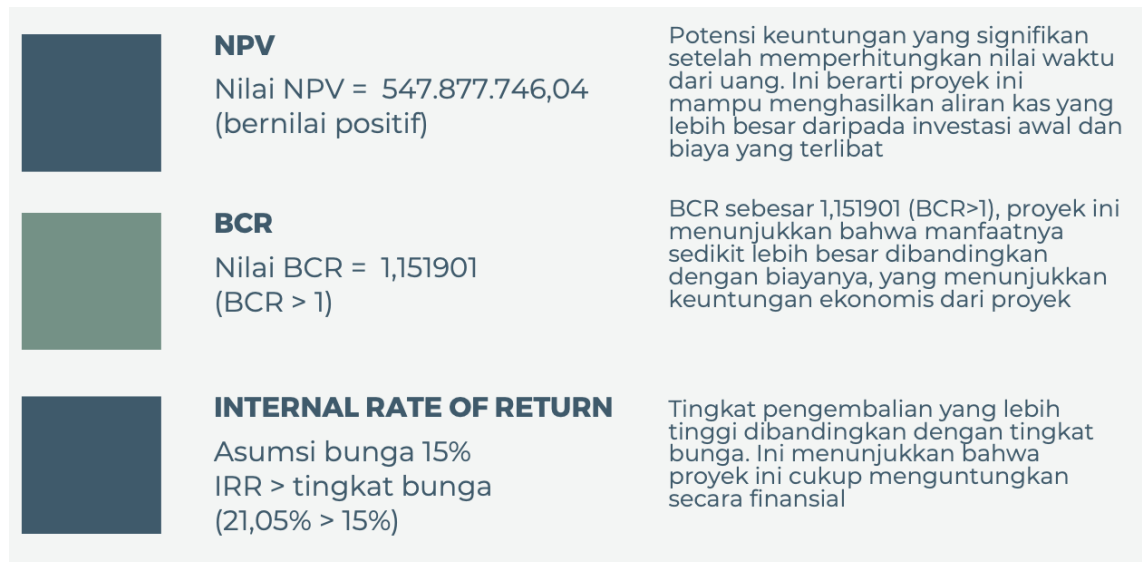 NPV
Nilai NPV = 547.877.746,04
(bernilai positif)
Potensi keuntungan yang signifikan
setelah memperhitungkan nilai waktu
dari uang. Ini berarti proyek ini
mampu menghasilkan aliran kas yang
lebih besar daripada investasi awal dan
biaya yang terlibat
BCR
Nilai BCR = 1,151901
(BCR > 1)
BCR sebesar 1,151901 (BCR>1), proyek ini
menunjukkan bahwa manfaatnya
sedikit lebih besar dibandingkan
dengan biayanya, yang menunjukkan
keuntungan ekonomis dari proyek
INTERNAL RATE OF RETURN
Asumsi bunga 15%
IRR > tingkat bunga
(21,05% > 15%)
Tingkat pengembalian yang lebih
tinggi dibandingkan dengan tingkat
bunga. Ini menunjukkan bahwa
proyek ini cukup menguntungkan
secara finansial